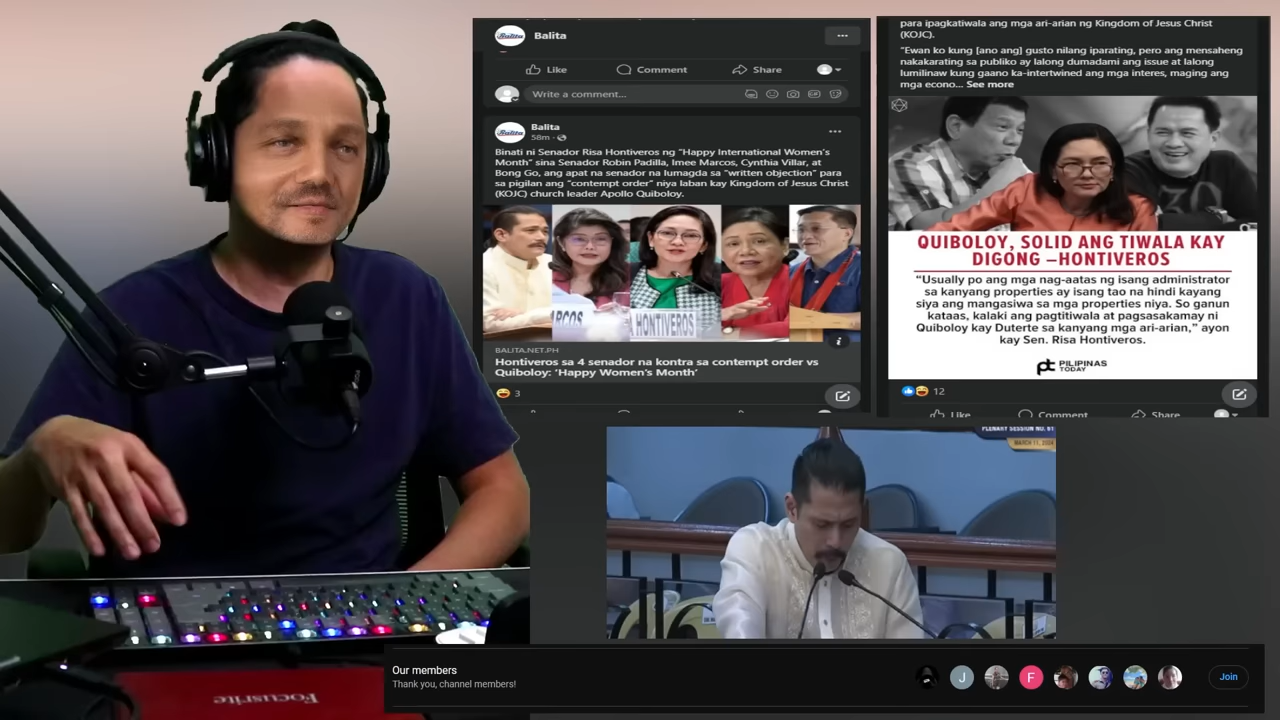 Balita
Like
Comment
Share
Write a comment...
Balita
58m
Binati ni Senador Risa Hontiveros ng "Happy International Women's
Month" sina Senador Robin Padilla, Imee Marcos, Cynthia Villar, at
Bong Go, ang apat na senador na lumagda sa "written objection" para
sa pigilan ang "contempt order" niya laban kay Kingdom of Jesus Christ
(KOJC) church leader Apollo Quiboloy.
HONTIVEROS
BALITA.NET.PH
Hontiveros sa 4 senador na kontra sa contempt order vs
Quiboloy: 'Happy Women's Month'
3
para ipagkatiwala ang mga ari-arian ng Kingdom of Jesus Christ
(KOJC).
"Ewan ko kung [ano ang] gusto nilang iparating, pero ang mensaheng
nakakarating sa publiko ay lalong dumadami ang issue at lalong
lumilinaw kung gaano ka-intertwined ang mga interes, maging ang
mga econo... See more
QUIBOLOY, SOLID ANG TIWALA KAY
DIGONG –HONTIVEROS
"Usually po ang mga nag-aatas ng isang administrator
sa kanyang properties ay isang tao na hindi kayang
siya ang mangasiwa sa mga properties niya. So ganun
kataas, kalaki ang pagtitiwala at pagsasakamay ni
Quiboloy kay Duterte sa kanyang mga ari-arian," ayon
kay Sen. Risa Hontiveros.
pt PILIPINAS
TODAY
12
Like
Comment
Share
PLENARY SESSION NO. 61
MARCH 11, 2024
Focusrite
Our members
Thank you, channel members!
J
F
Join